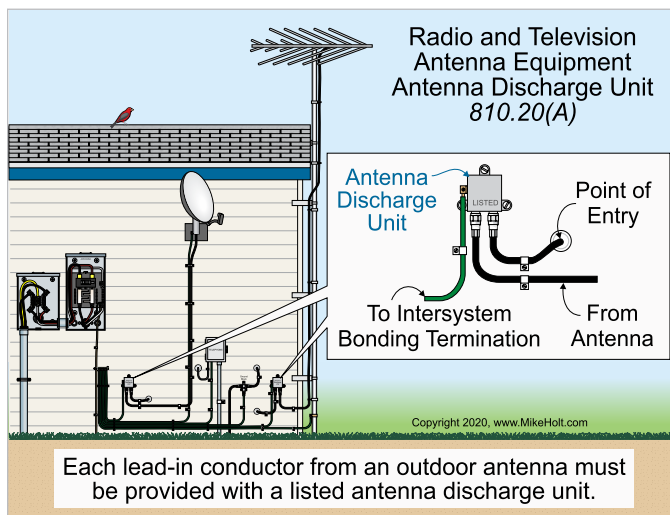 Radio and Television
Antenna Equipment
Antenna Discharge Unit
810.20(A)
Antenna
Discharge
Unit
LISTED
Point of
Entry
To Intersystem
Bonding Termination
From
Antenna
Copyright 2020, www.MikeHolt.com
Each lead-in conductor from an outdoor antenna must
be provided with a listed antenna discharge unit.